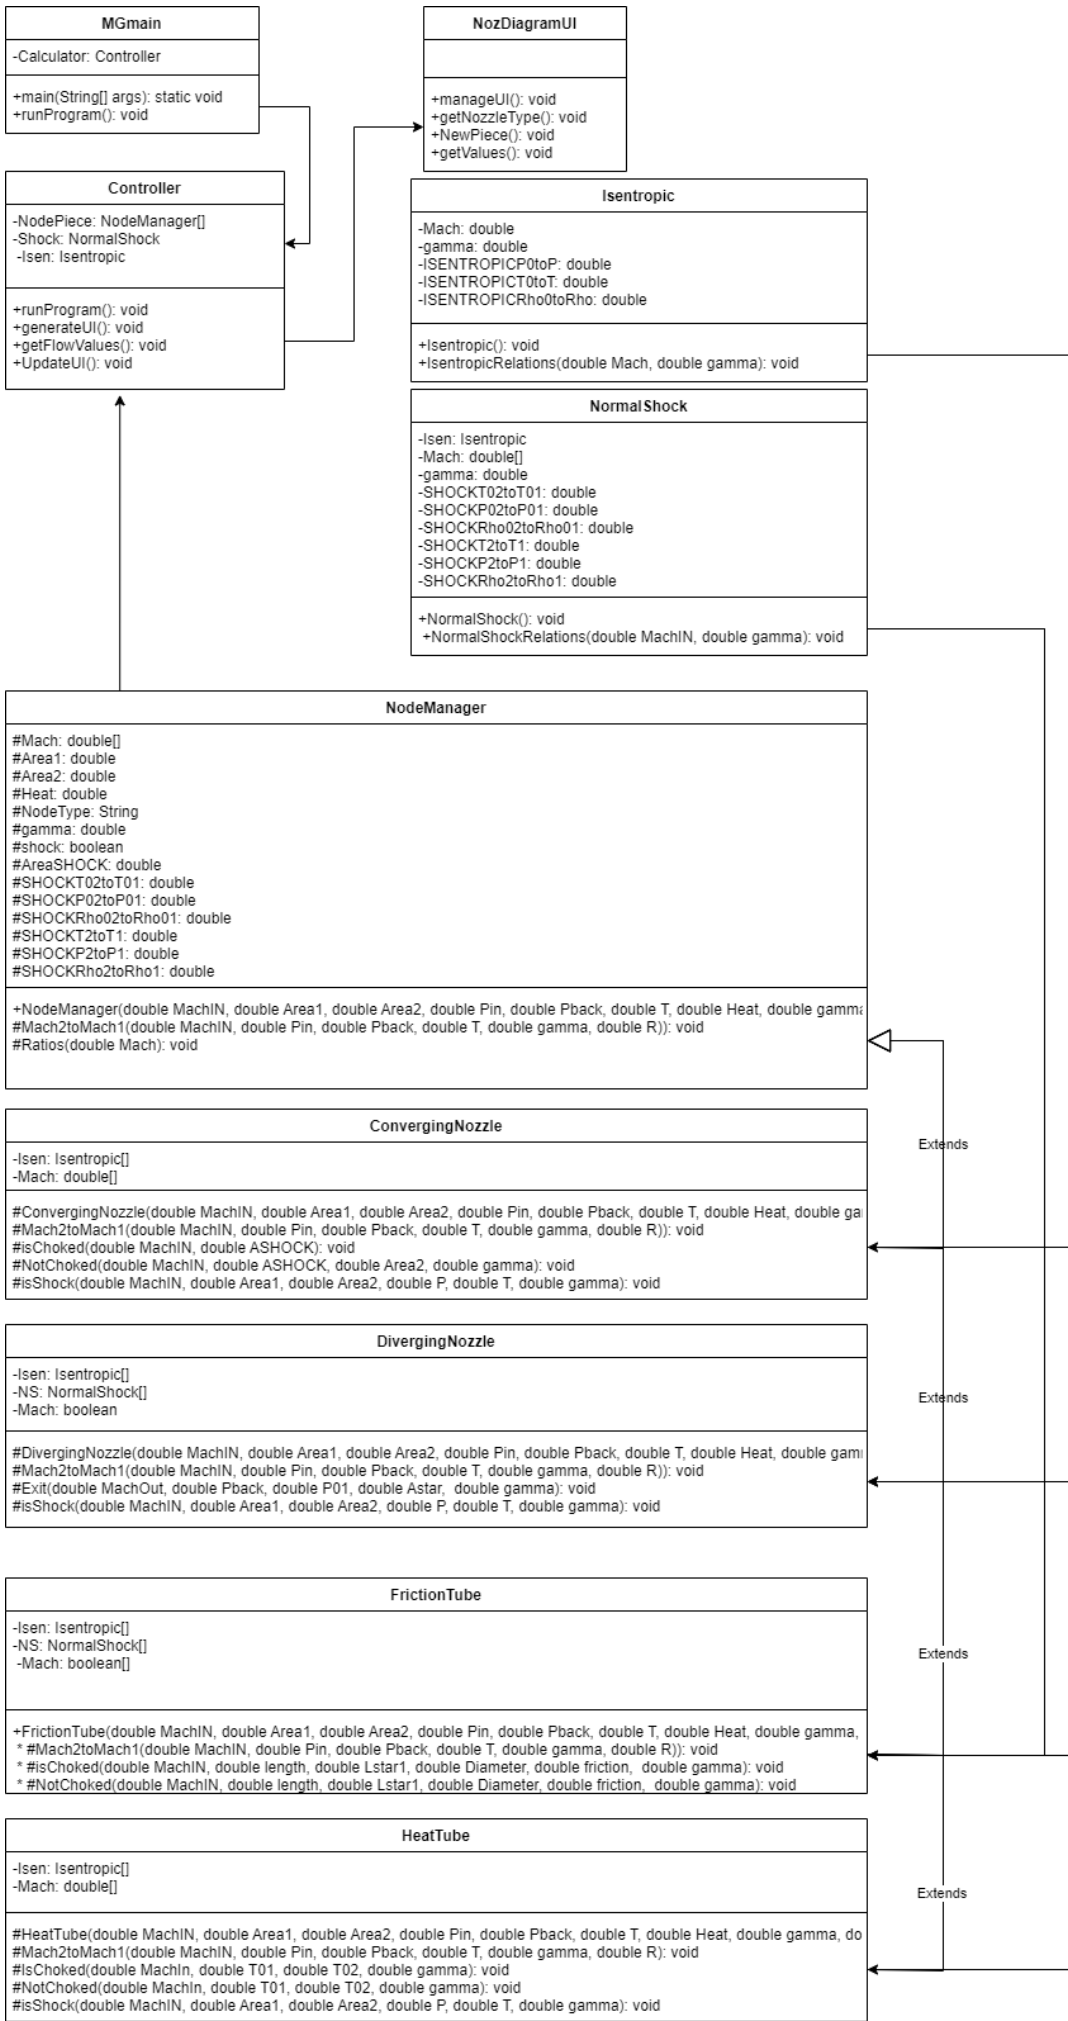 MGmain
-Calculator: Controller
+main(String[] args): static void
+runProgram(): void
NozDiagramUI
+manageUI(): void
+getNozzleType(): void
+NewPiece(): void
+getValues(): void
Controller
-NodePiece: NodeManager[]
-Shock: NormalShock
-Isen: Isentropic
+runProgram(): void
+generateUI(): void
+getFlowValues(): void
+UpdateUI(): void
Isentropic
-Mach: double
-gamma: double
-ISENTROPICP0toP: double
-ISENTROPICT0toT: double
-ISENTROPICRho0toRho: double
+Isentropic(): void
+IsentropicRelations(double Mach, double gamma): void
NormalShock
-Isen: Isentropic
-Mach: double[]
-gamma: double
-SHOCKT02toT01: double
-SHOCKP02toP01: double
-SHOCKRho02toRho01: double
-SHOCKT2toT1: double
-SHOCKP2toP1: double
-SHOCKRho2toRho1: double
+NormalShock(): void
+NormalShockRelations(double MachIN, double gamma): void
NodeManager
#Mach: double[]
#Area1: double
#Area2: double
#Heat: double
#NodeType: String
#gamma: double
#shock: boolean
#AreaSHOCK: double
#SHOCKT02toT01: double
#SHOCKP02toP01: double
#SHOCKRho02toRho01: double
#SHOCKT2toT1: double
#SHOCKP2toP1: double
#SHOCKRho2toRho1: double
+NodeManager(double MachIN, double Area1, double Area2, double Pin, double Pback, double T, double Heat, double gamma
#Mach2toMach1(double MachIN, double Pin, double Pback, double T, double gamma, double R)): void
#Ratios(double Mach): void
Extends
ConvergingNozzle
-Isen: Isentropic[]
-Mach: double[]
#ConvergingNozzle(double MachIN, double Area1, double Area2, double Pin, double Pback, double T, double Heat, double ga
#Mach2toMach1(double MachIN, double Pin, double Pback, double T, double gamma, double R)): void
#isChoked(double MachIN, double ASHOCK): void
#NotChoked(double MachIN, double ASHOCK, double Area2, double gamma): void
#isShock(double MachIN, double Area1, double Area2, double P, double T, double gamma): void
DivergingNozzle
-Isen: Isentropic[]
-NS: NormalShock[]
-Mach: boolean
Extends
#DivergingNozzle(double MachIN, double Area1, double Area2, double Pin, double Pback, double T, double Heat, double gam
#Mach2toMach1(double MachIN, double Pin, double Pback, double T, double gamma, double R)): void
#Exit(double MachOut, double Pback, double P01, double Astar,  double gamma): void
#isShock(double MachIN, double Area1, double Area2, double P, double T, double gamma): void
FrictionTube
-Isen: Isentropic[]
-NS: NormalShock[]
-Mach: boolean[]
Extends
+FrictionTube(double MachIN, double Area1, double Area2, double Pin, double Pback, double T, double Heat, double gamma,
* #Mach2toMach1(double MachIN, double Pin, double Pback, double T, double gamma, double R)): void
* #isChoked(double MachIN, double length, double Lstar1, double Diameter, double friction,  double gamma): void
* #NotChoked(double MachIN, double length, double Lstar1, double Diameter, double friction,  double gamma): void
HeatTube
-Isen: Isentropic[]
-Mach: double[]
Extends
#HeatTube(double MachIN, double Area1, double Area2, double Pin, double Pback, double T, double Heat, double gamma, do
#Mach2toMach1(double MachIN, double Pin, double Pback, double T, double gamma, double R): void
#IsChoked(double MachIn, double T01, double T02, double gamma): void
#NotChoked(double MachIn, double T01, double T02, double gamma): void
#isShock(double MachIN, double Area1, double Area2, double P, double T, double gamma): void